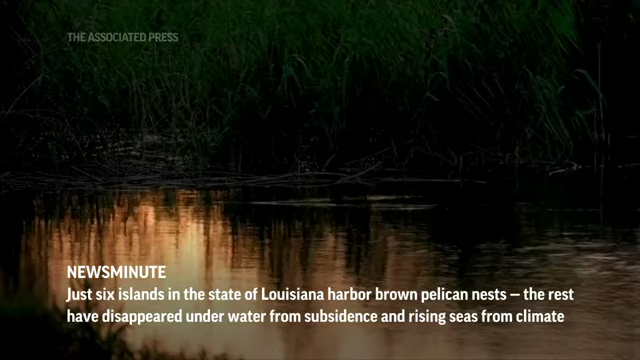 THE ASSOCIATED PRESS
NEWSMINUTE
Just six islands in the state of Louisiana harbor brown pelican nests – the rest
have disappeared under water from subsidence and rising seas from climate